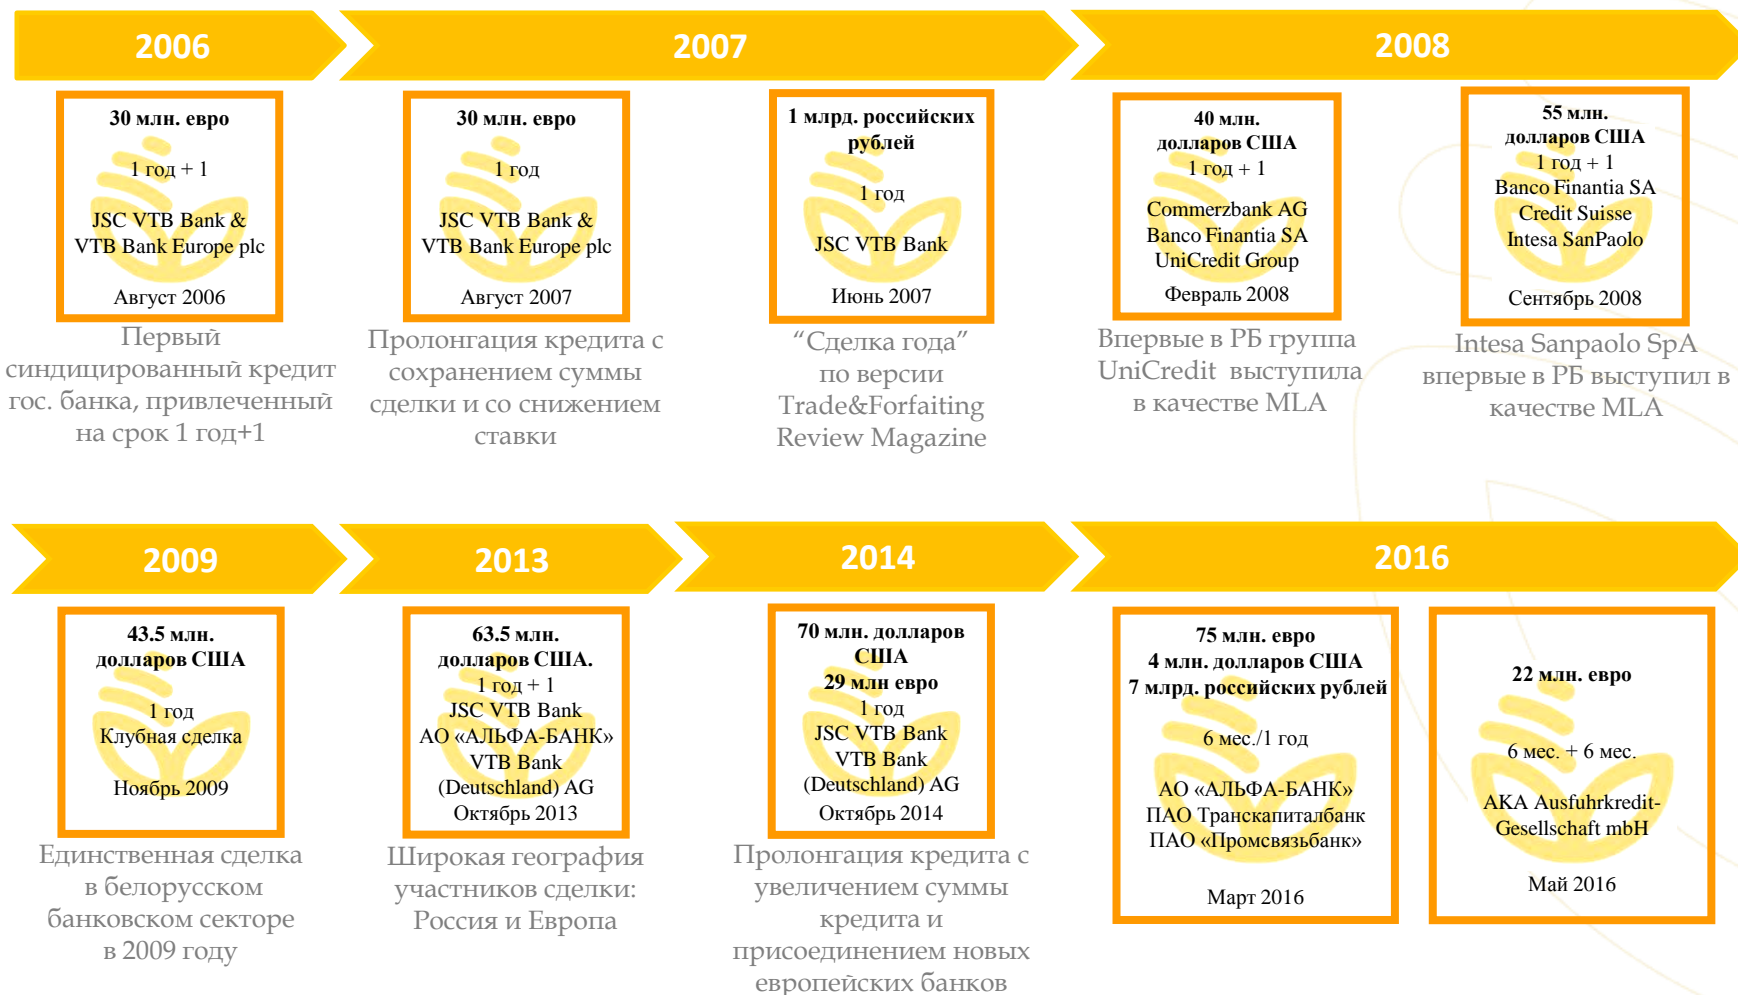 2006
2007
2008
30 млн. евро
1 год + 1
JSC VTB Bank &
VTB Bank Europe plc
Август 2006
Первый
синдицированный кредит
гос. банка, привлеченный
на срок 1 год+1
30 млн. евро
1 год
JSC VTB Bank &
VTB Bank Europe plc
Август 2007
Пролонгация кредита с
сохранением суммы
сделки и со снижением
ставки
1 млрд. российских
рублей
1 год
JSC VTB Bank
Июнь 2007
“Сделка года”
по версии
Trade&Forfaiting
Review Magazine
40 млн.
долларов США
1 год + 1
Commerzbank AG
Banco Finantia SA
UniCredit Group
Февраль 2008
Впервые в РБ группа
UniCredit выступила
в качестве MLA
55 млн.
долларов США
1 год + 1
Banco Finantia SA
Credit Suisse
Intesa SanPaolo
Сентябрь 2008
Intesa Sanpaolo SpA
впервые в РБ выступил в
качестве MLA
2009
2013
2014
2016
43.5 млн.
долларов США
1 год
Клубная сделка
Ноябрь 2009
Единственная сделка
в белорусском
банковском секторе
в 2009 году
63.5 млн.
долларов США.
1 год + 1
JSC VTB Bank
АО «АЛЬФА-БАНК»
VTB Bank
(Deutschland) AG
Октябрь 2013
Широкая география
участников сделки:
Россия и Европа
70 млн. долларов
США
29 млн евро
1 год
JSC VTB Bank
VTB Bank
(Deutschland) AG
Октябрь 2014
Пролонгация кредита с
увеличением суммы
кредита и
присоединением новых
европейских банков
75 млн. евро
4 млн. долларов США
7 млрд. российских рублей
6 мес./1 год
АО «АЛЬФА-БАНК»
ПАО Транскапиталбанк
ПАО «Промсвязьбанк»
Март 2016
22 млн. евро
6 мес. + 6 мес.
AKA Ausfuhrkredit-
Gesellschaft mbH
Май 2016